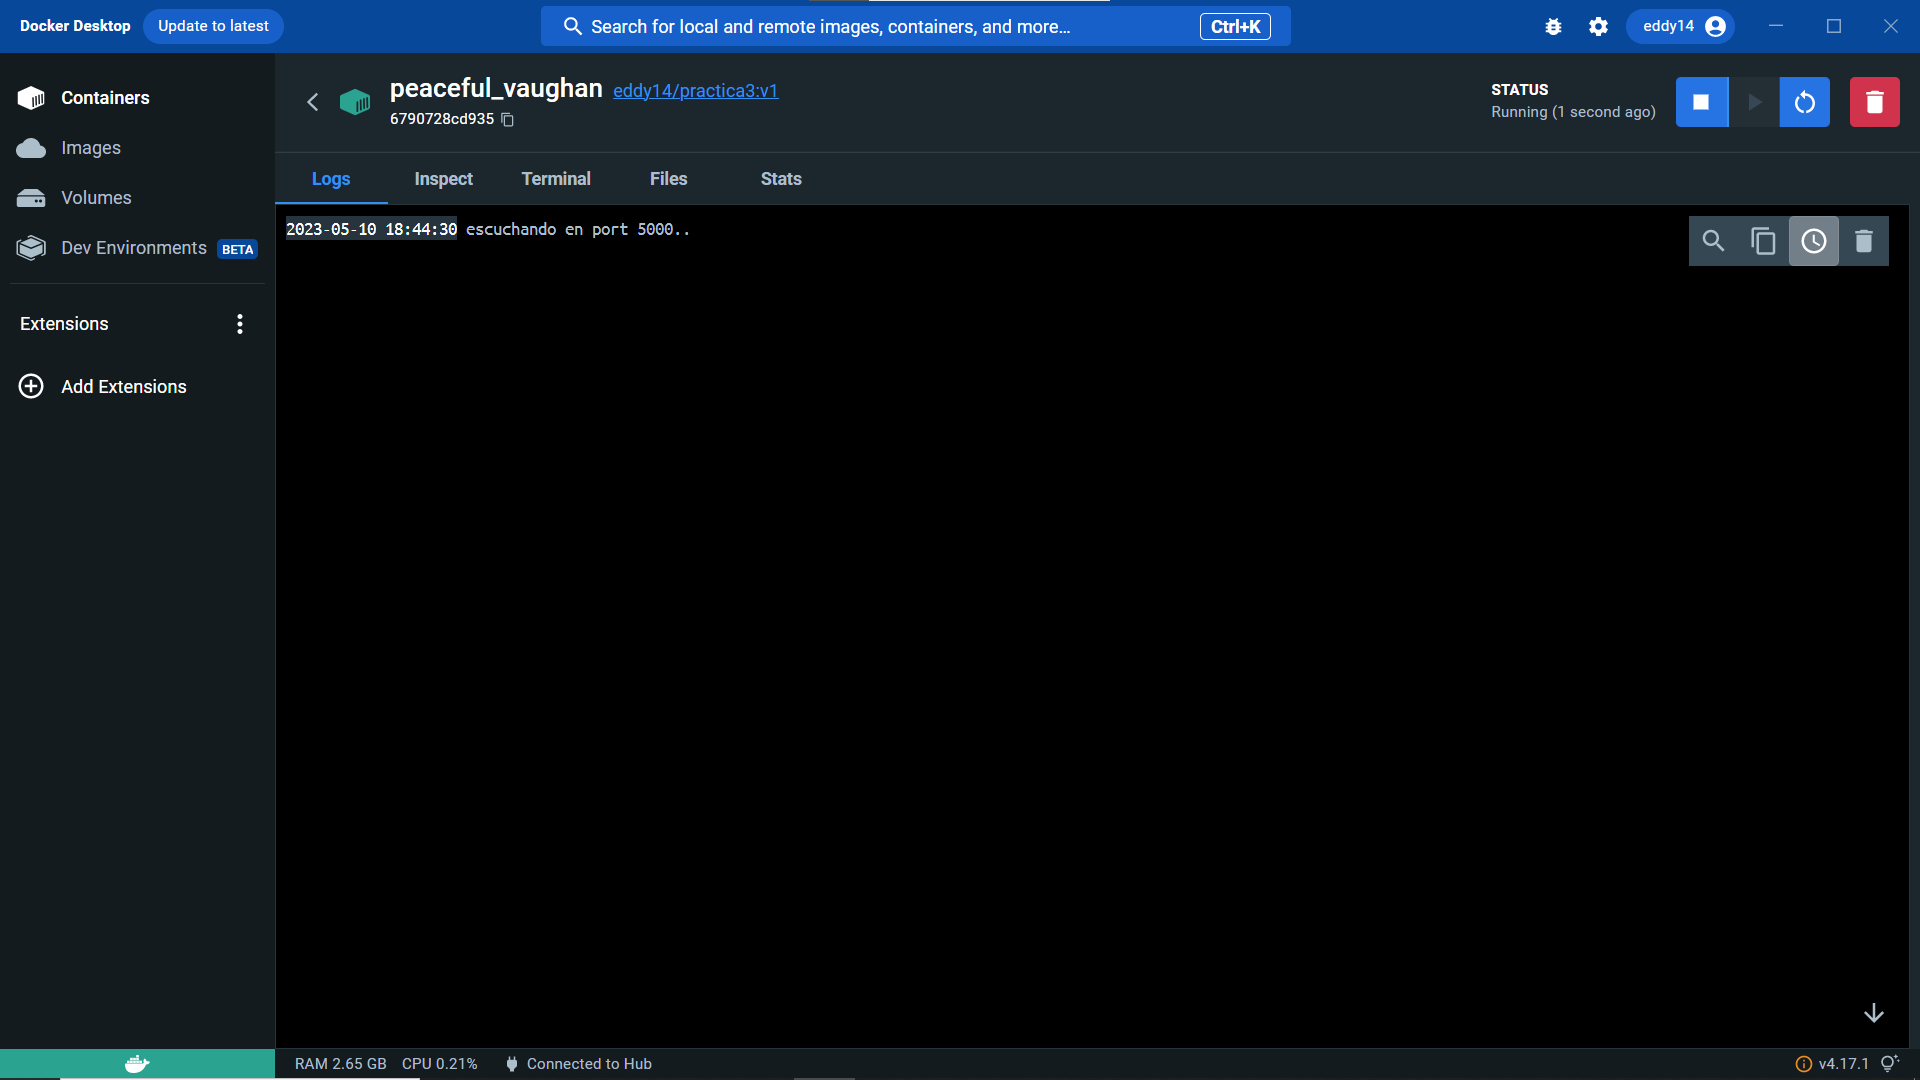 Docker Desktop Update to latest Search for local and remote images, containers, and more... Ctrl+K eddy14
Containers
Images
Volumes
Dev Environments BETA
Extensions
Add Extensions
peaceful_vaughan eddy14/practica3:v1
6790728cd935
STATUS
Running (1 second ago)
Logs Inspect Terminal Files Stats
2023-05-10 18:44:30 escuchando en port 5000..
RAM 2.65 GB CPU 0.21% Connected to Hub v4.17.1